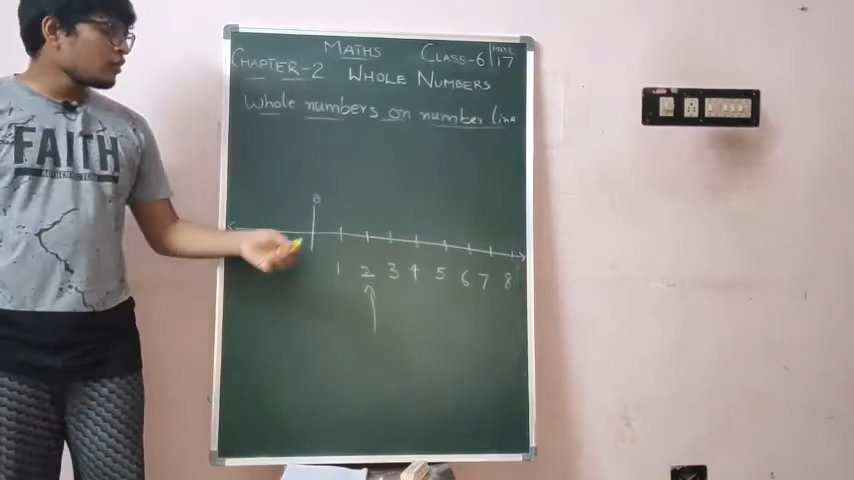 MATHS CLASS-6 PART 17
CHAPTER-2 WHOLE NUMBERS
Whole numbers on number line
0
1 2 3 4 5 6 7 8
FAITH